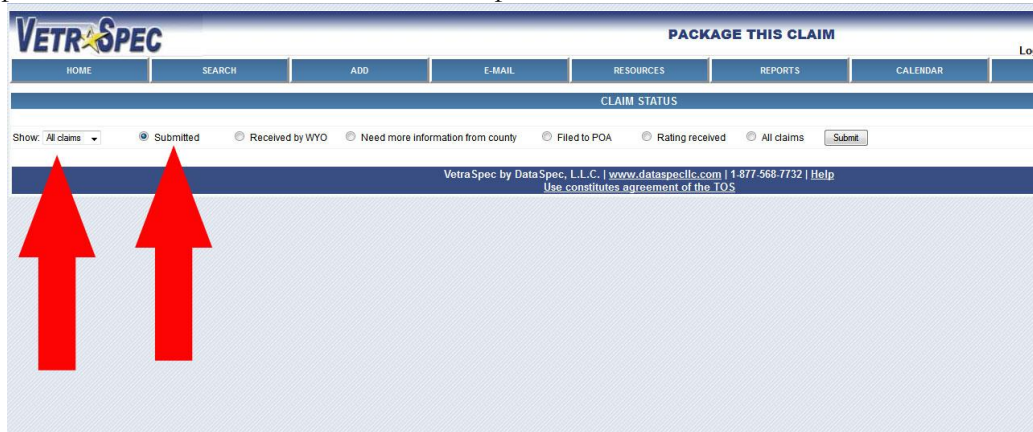 VETRASPEC
PACKAGE THIS CLAIM
Lo
HOME SEARCH ADD E-MAIL RESOURCES REPORTS CALENDAR
CLAIM STATUS
Show: All claims Submitted Received by WYO Need more information from county Filed to POA Rating received All claims Submit
VetraSpec by DataSpec, L.L.C. | www.dataspecllc.com | 1-877-568-7732 | Help
Use constitutes agreement of the TOS